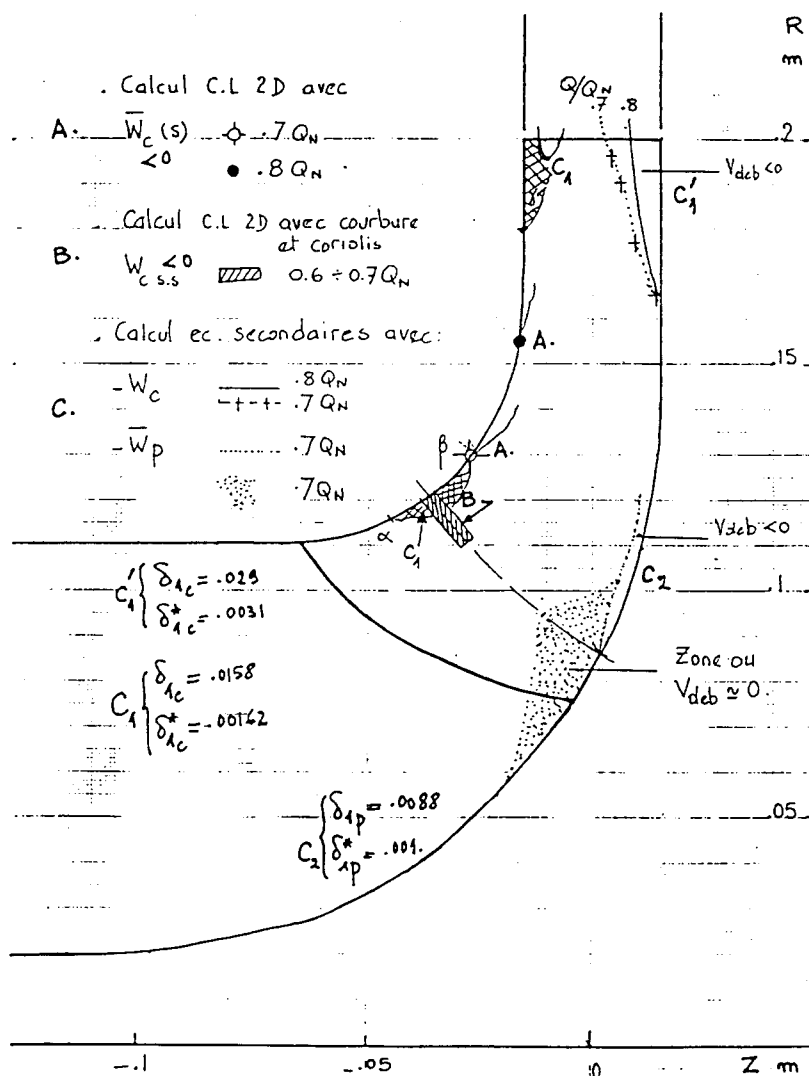 R
m
. Calcul C.L 2D avec
A. W̅c (s) <0 .7 QN
.8 QN
Calcul C.L 2D avec courbure
et coriolis
B. Wc s.s <0 0.6 ÷ 0.7 QN
. Calcul ec. secondaires avec:
C. - Wc .8 QN
-+-+- .7 QN
- W̅p .7 QN
.7 QN
Q/QN
.7 .8
.2
Vdeb <0
C1
C1'
A.
.15
β
A.
B
α
C1
Vdeb <0
C2
.1
C1' { δ1c = .029
δ*1c = .0031
C1 { δ1c = .0158
δ*1c = .00162
Zone ou
Vdeb ≃ 0.
.05
C2 { δ1p = .0088
δ*1p = .001.
-.1 -.05 .0 Z m